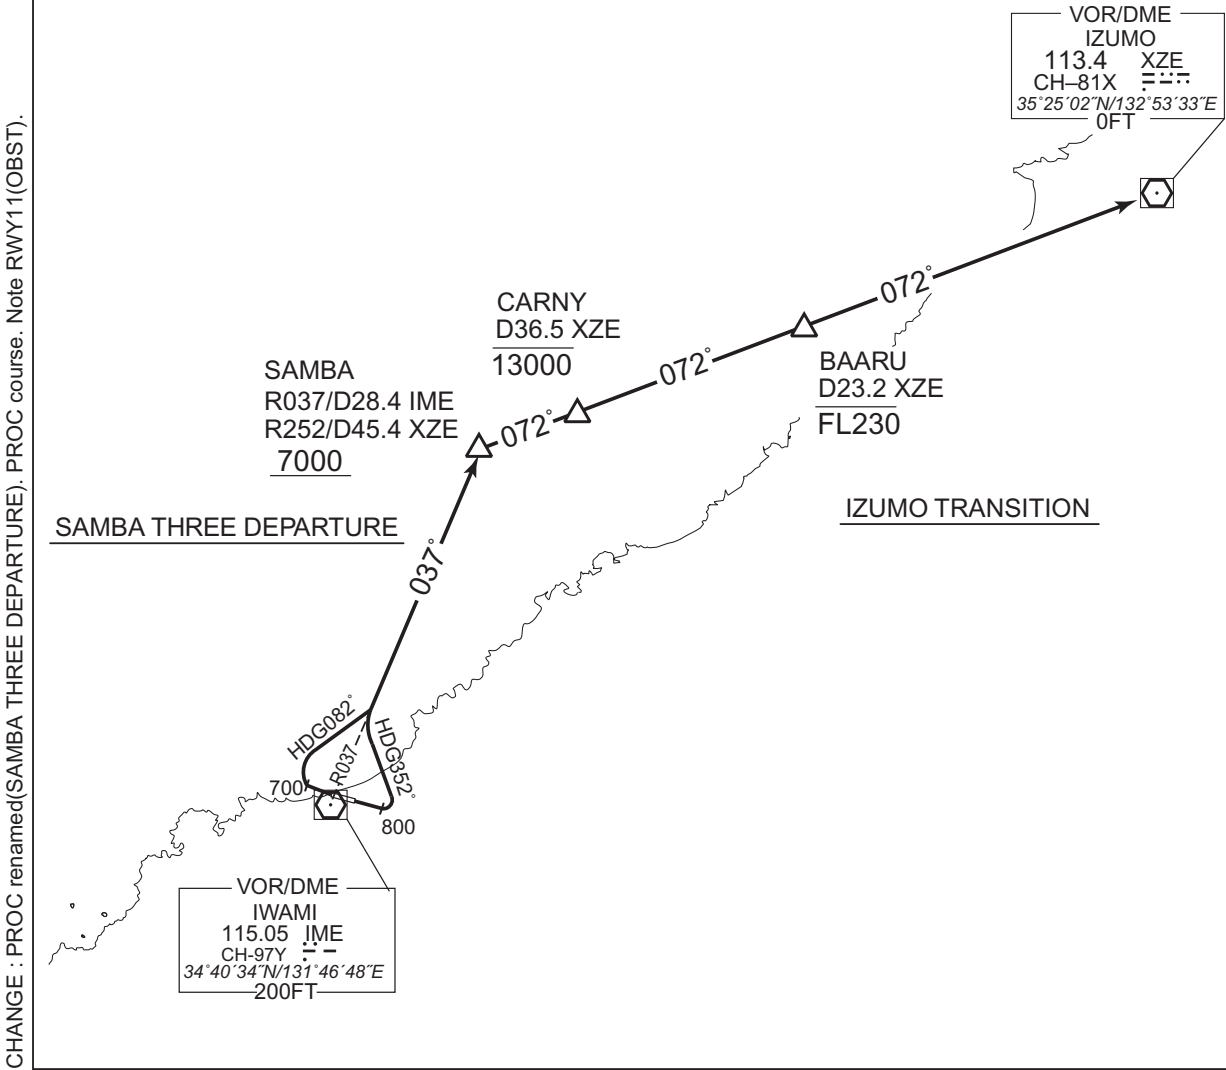 CHANGE : PROC renamed(SAMBA THREE DEPARTURE). PROC course. Note RWY11(OBST).
VOR/DME
IZUMO
113.4 XZE
CH–81X
35°25´02˝N/132°53´33˝E
0FT
072°
CARNY
D36.5 XZE
13000
072°
BAARU
D23.2 XZE
FL230
SAMBA
R037/D28.4 IME
R252/D45.4 XZE
7000
072°
IZUMO TRANSITION
SAMBA THREE DEPARTURE
037°
HDG082°
HDG352°
R037
700
800
VOR/DME
IWAMI
115.05 IME
CH-97Y
34°40´34˝N/131°46´48˝E
200FT